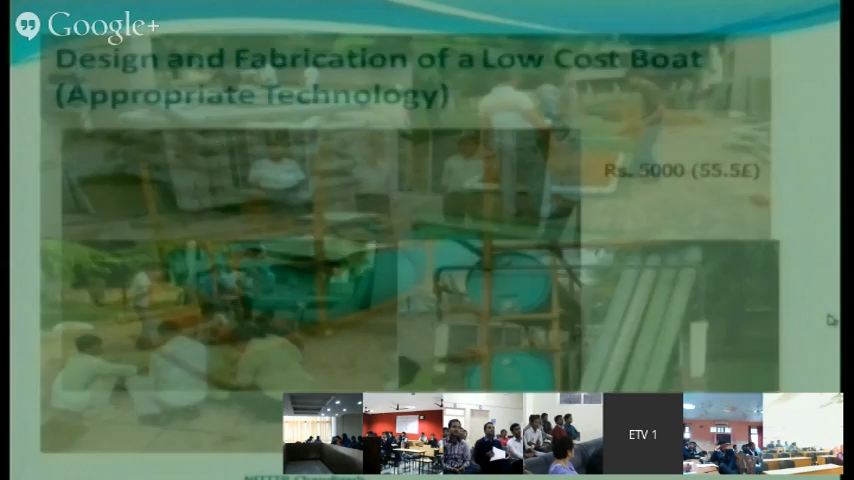 Google+
Design and Fabrication of a Low Cost Boat
(Appropriate Technology)
Rs. 5000 (55.5£)
ETV 1